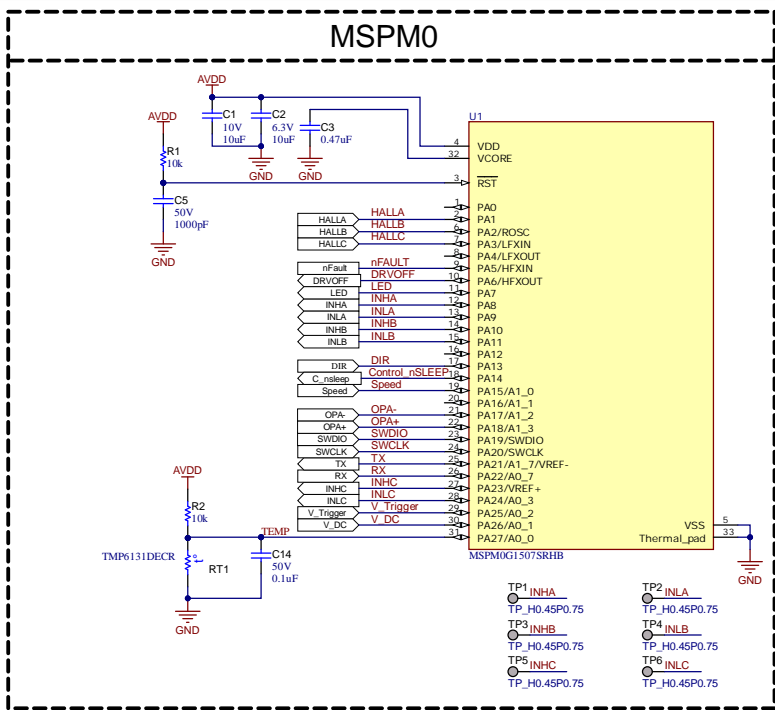 MSPM0
AVDD
C1
10V
10uF
C2
6.3V
10uF
C3
0.47uF
GND
GND
AVDD
R1
10k
C5
50V
1000pF
GND
U1
4 VDD
32 VCORE
3 RST
1 PA0
HALLA HALLA 2 PA1
HALLB HALLB 6 PA2/ROSC
HALLC HALLC 7 PA3/LFXIN
8 PA4/LFXOUT
nFault nFAULT 9 PA5/HFXIN
DRVOFF DRVOFF 10 PA6/HFXOUT
LED LED 11 PA7
INHA INHA 12 PA8
INLA INLA 13 PA9
INHB INHB 14 PA10
INLB INLB 15 PA11
16 PA12
DIR DIR 17 PA13
C_nsleep Control_nSLEEP 18 PA14
Speed Speed 19 PA15/A1_0
20 PA16/A1_1
OPA- OPA- 21 PA17/A1_2
OPA+ OPA+ 22 PA18/A1_3
SWDIO SWDIO 23 PA19/SWDIO
SWCLK SWCLK 24 PA20/SWCLK
TX TX 25 PA21/A1_7/VREF-
RX RX 26 PA22/A0_7
INHC INHC 27 PA23/VREF+
INLC INLC 28 PA24/A0_3
V_Trigger V_Trigger 29 PA25/A0_2
V_DC V_DC 30 PA26/A0_1
TEMP 31 PA27/A0_0
VSS 5
Thermal_pad 33
MSPM0G1507SRHB
GND
AVDD
R2
10k
TMP6131DECR
t°
RT1
C14
50V
0.1uF
GND
TP1 INHA
TP_H0.45P0.75
TP2 INLA
TP_H0.45P0.75
TP3 INHB
TP_H0.45P0.75
TP4 INLB
TP_H0.45P0.75
TP5 INHC
TP_H0.45P0.75
TP6 INLC
TP_H0.45P0.75